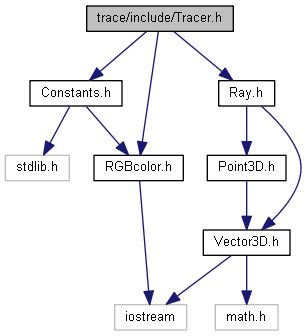 trace/include/Tracer.h
Constants.h
Ray.h
stdlib.h
RGBcolor.h
Point3D.h
Vector3D.h
iostream
math.h